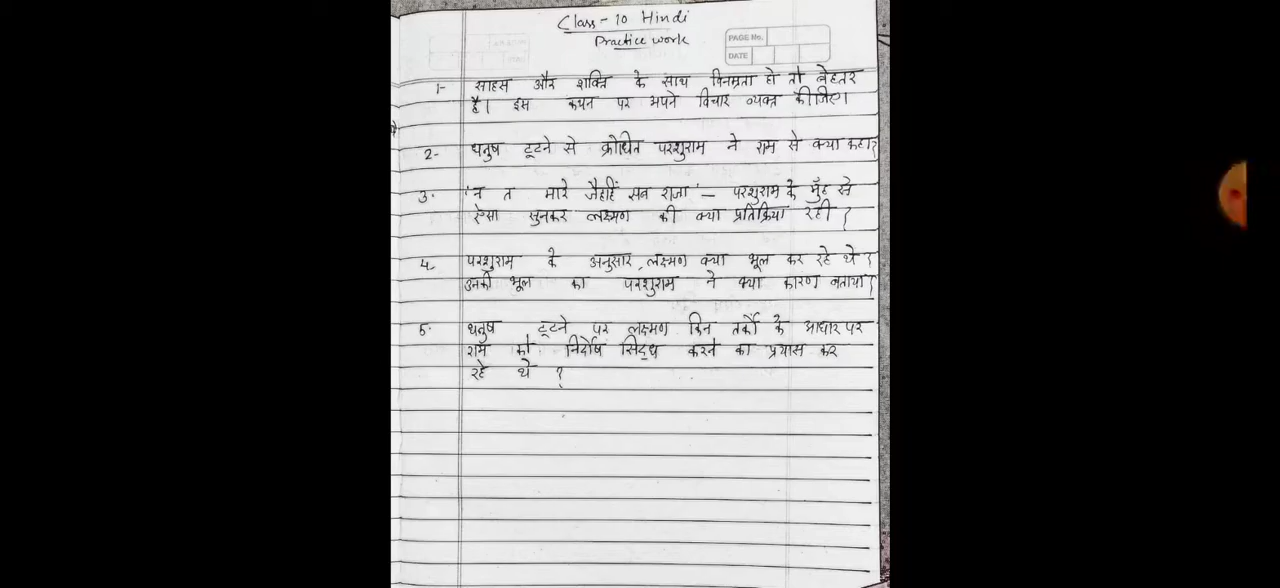 Class - 10 Hindi
Practice work
PAGE No.
DATE
1- साहस और शक्ति के साथ विनम्रता हो तो बेहतर
है। इस कथन पर अपने विचार व्यक्त कीजिए।
2- धनुष टूटने से क्रोधित परशुराम ने राम से क्या कहा?
3· 'न त मारे जैहहिं सब राजा' – परशुराम के मुँह से
ऐसा सुनकर लक्ष्मण की क्या प्रतिक्रिया रही?
4- परशुराम के अनुसार, लक्ष्मण क्या भूल कर रहे थे?
उनकी भूल का परशुराम ने क्या कारण बताया?
5· धनुष टूटने पर लक्ष्मण किन तर्कों के आधार पर
राम को निर्दोष सिद्ध करने का प्रयास कर
रहे थे ?